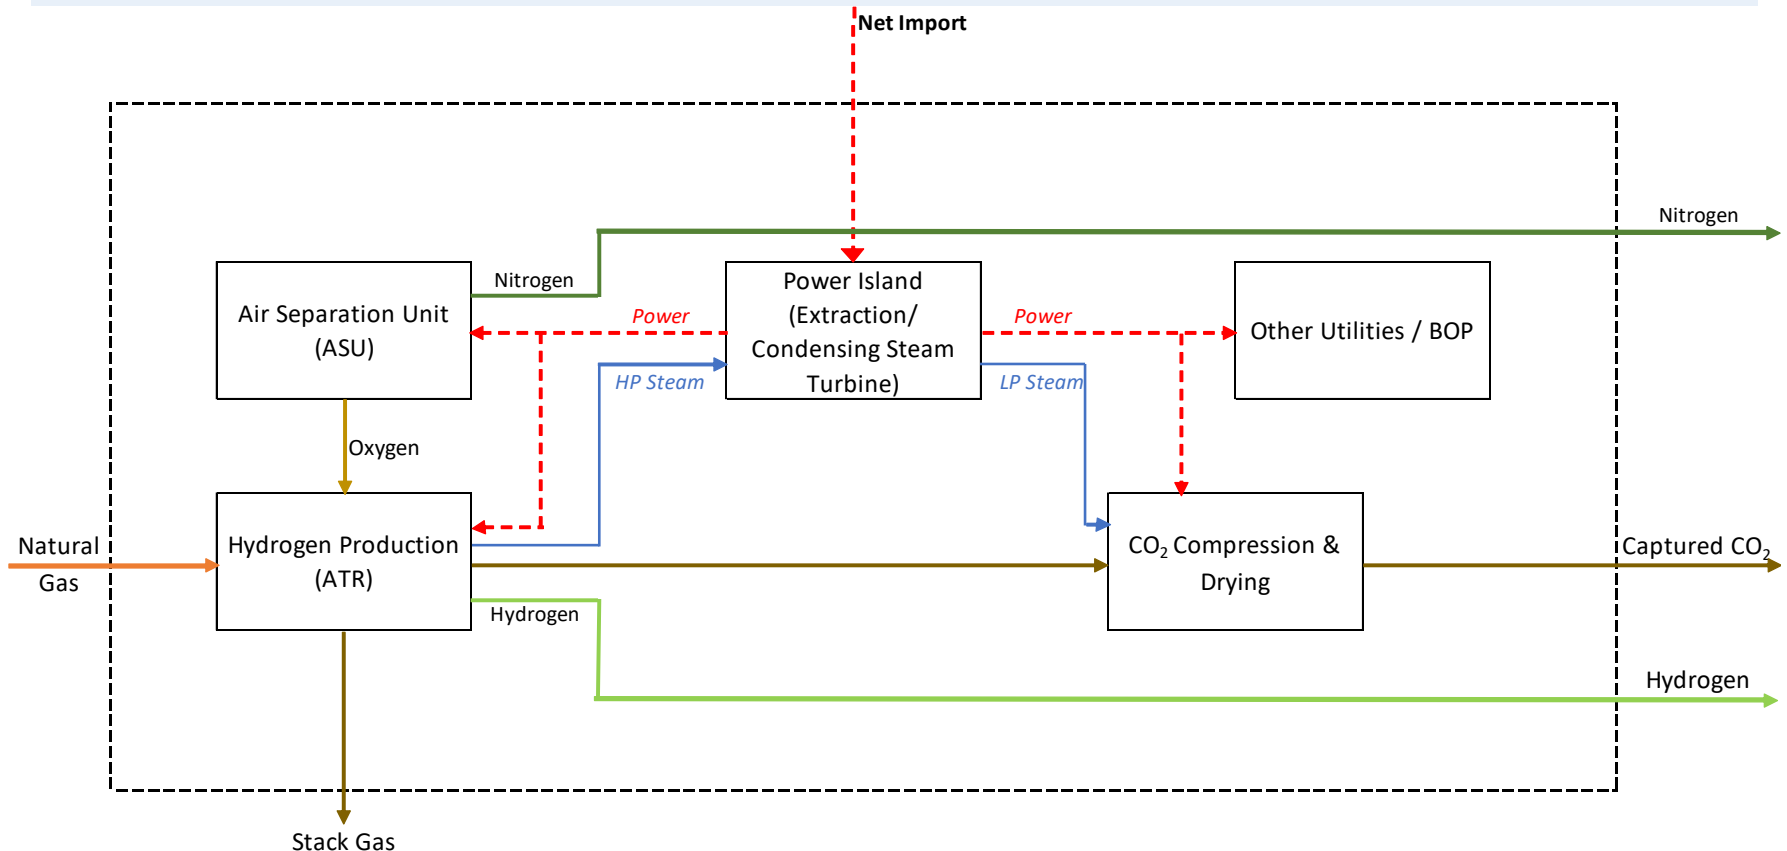 Net Import
Nitrogen
Nitrogen
Air Separation Unit
(ASU)
Power
Power Island
(Extraction/
Condensing Steam
Turbine)
Power
Other Utilities / BOP
HP Steam
LP Steam
Oxygen
Natural
Gas
Hydrogen Production
(ATR)
CO₂ Compression &
Drying
Captured CO₂
Hydrogen
Hydrogen
Stack Gas